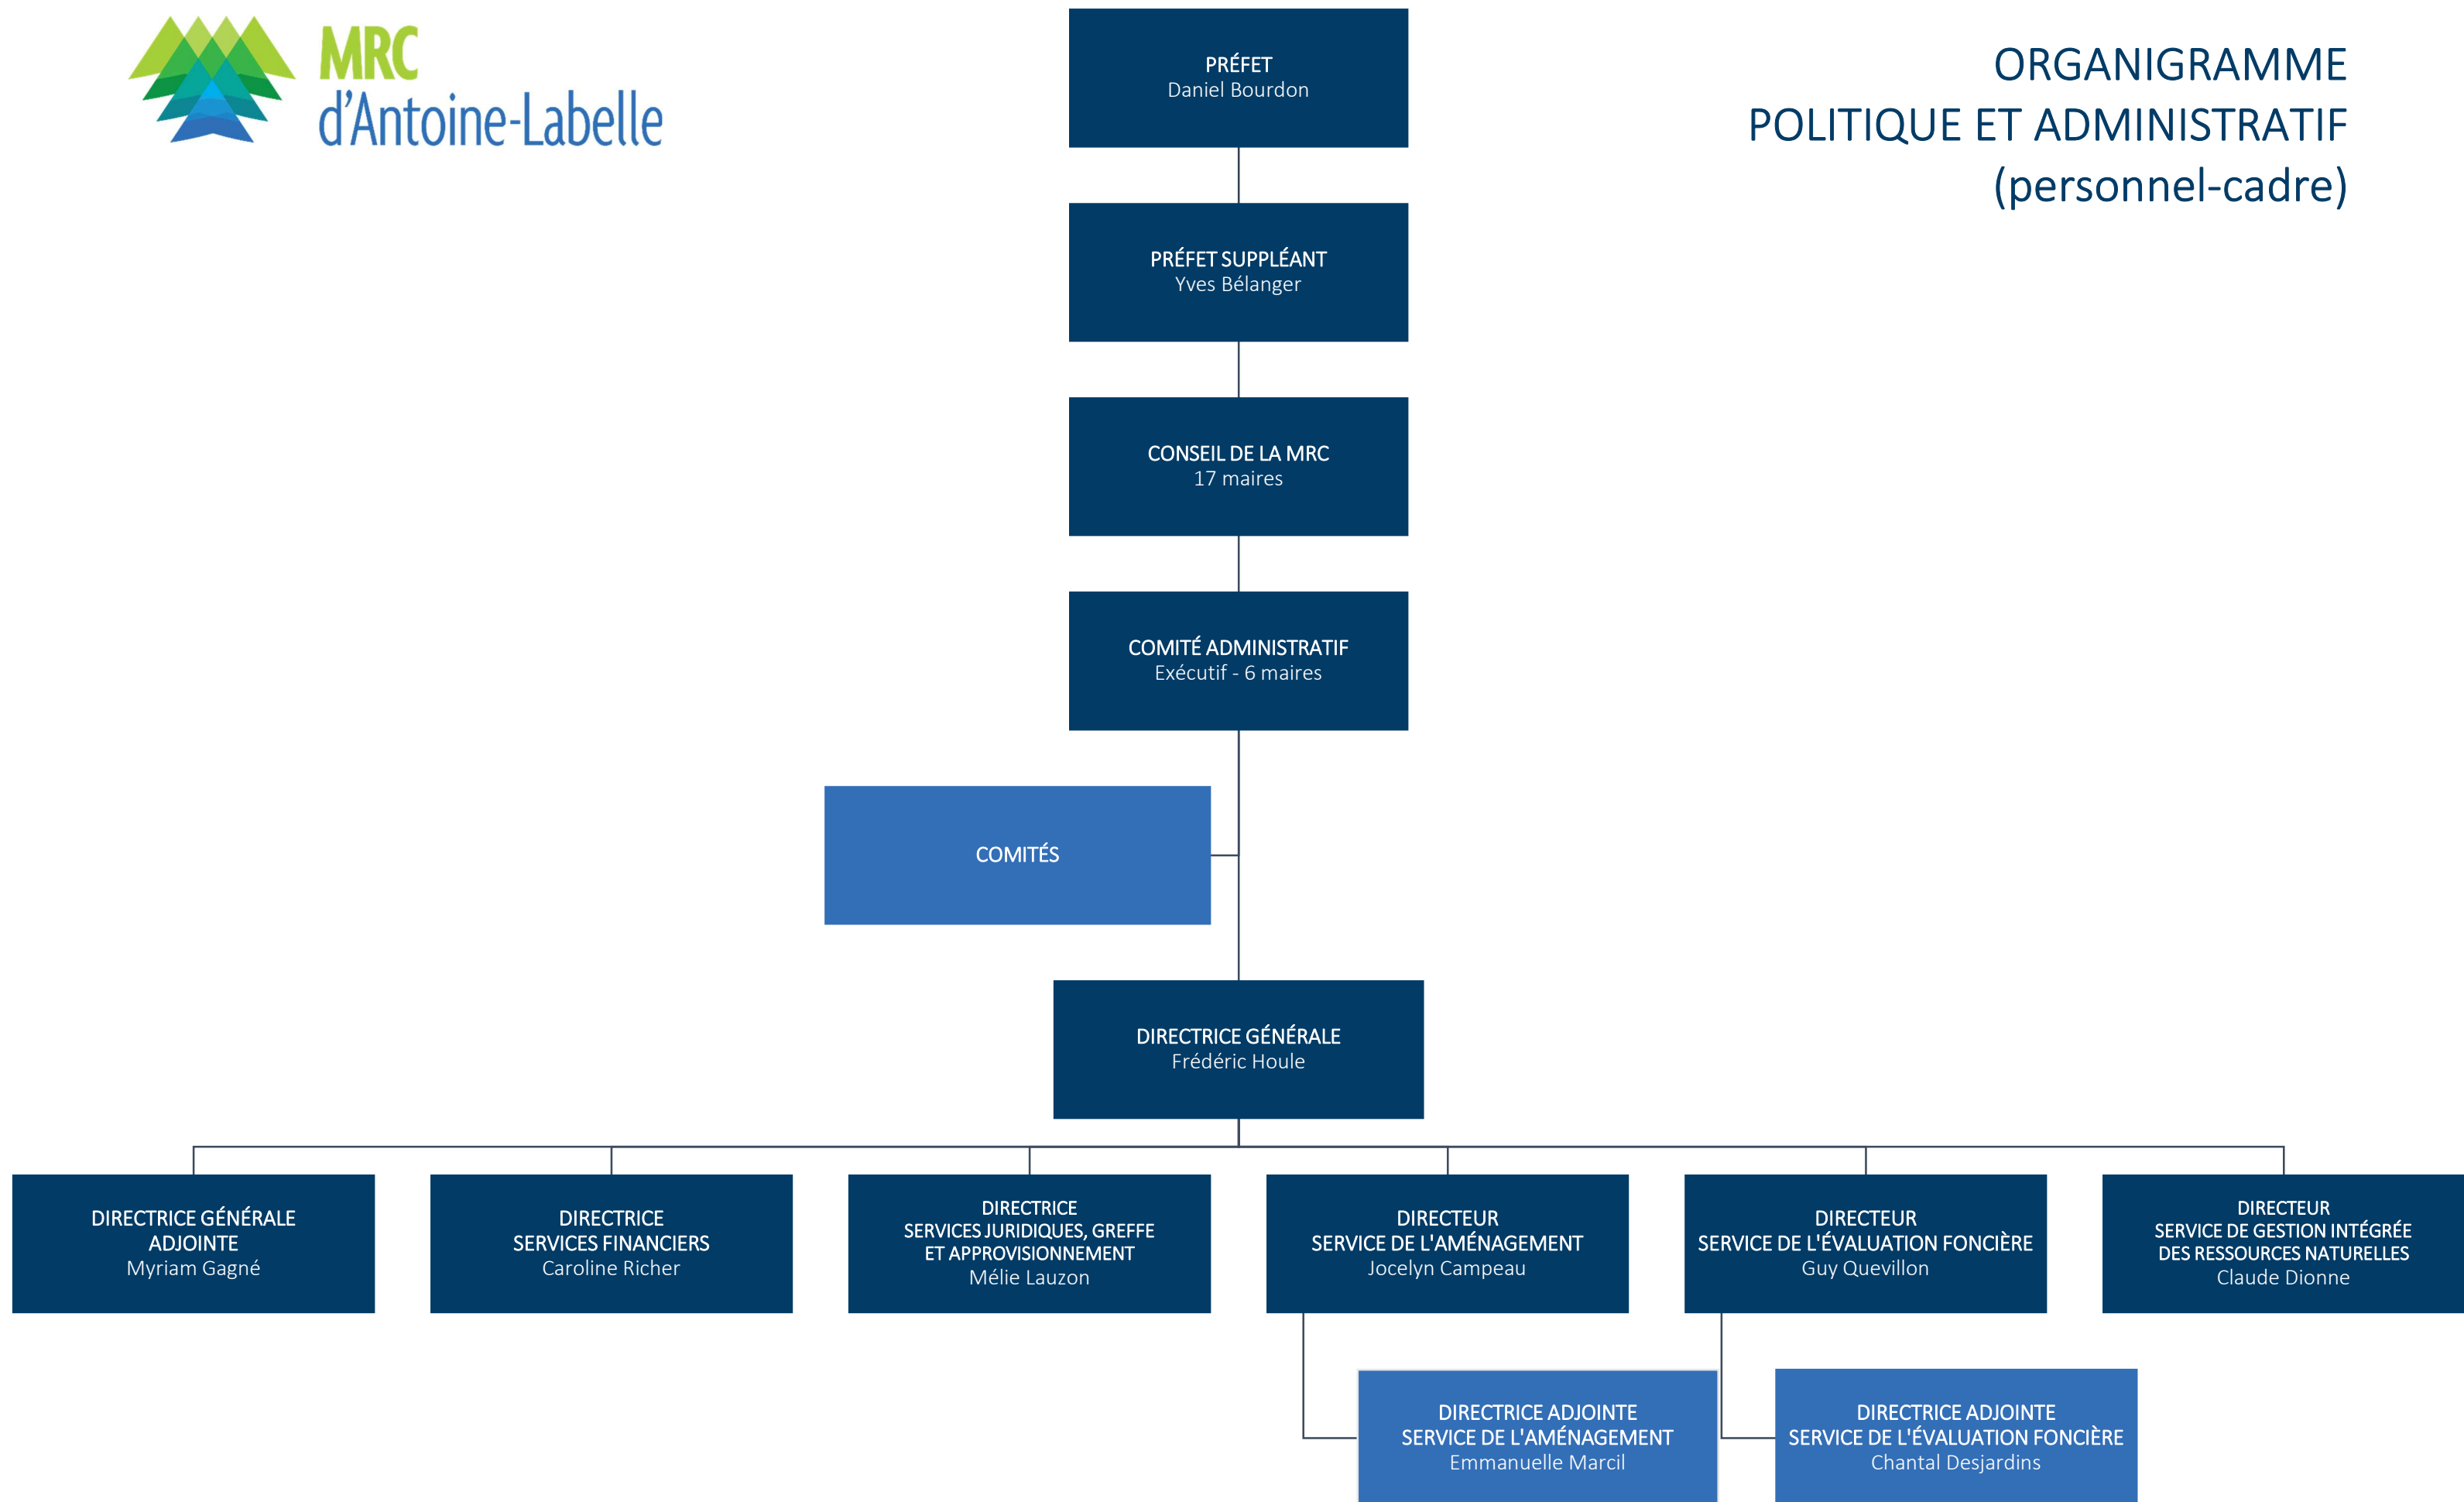 MRC
d'Antoine-Labelle
ORGANIGRAMME
POLITIQUE ET ADMINISTRATIF
(personnel-cadre)
PRÉFET
Daniel Bourdon
PRÉFET SUPPLÉANT
Yves Bélanger
CONSEIL DE LA MRC
17 maires
COMITÉ ADMINISTRATIF
Exécutif - 6 maires
COMITÉS
DIRECTRICE GÉNÉRALE
Frédéric Houle
DIRECTRICE GÉNÉRALE
ADJOINTE
Myriam Gagné
DIRECTRICE
SERVICES FINANCIERS
Caroline Richer
DIRECTRICE
SERVICES JURIDIQUES, GREFFE
ET APPROVISIONNEMENT
Mélie Lauzon
DIRECTEUR
SERVICE DE L'AMÉNAGEMENT
Jocelyn Campeau
DIRECTEUR
SERVICE DE L'ÉVALUATION FONCIÈRE
Guy Quevillon
DIRECTEUR
SERVICE DE GESTION INTÉGRÉE
DES RESSOURCES NATURELLES
Claude Dionne
DIRECTRICE ADJOINTE
SERVICE DE L'AMÉNAGEMENT
Emmanuelle Marcil
DIRECTRICE ADJOINTE
SERVICE DE L'ÉVALUATION FONCIÈRE
Chantal Desjardins